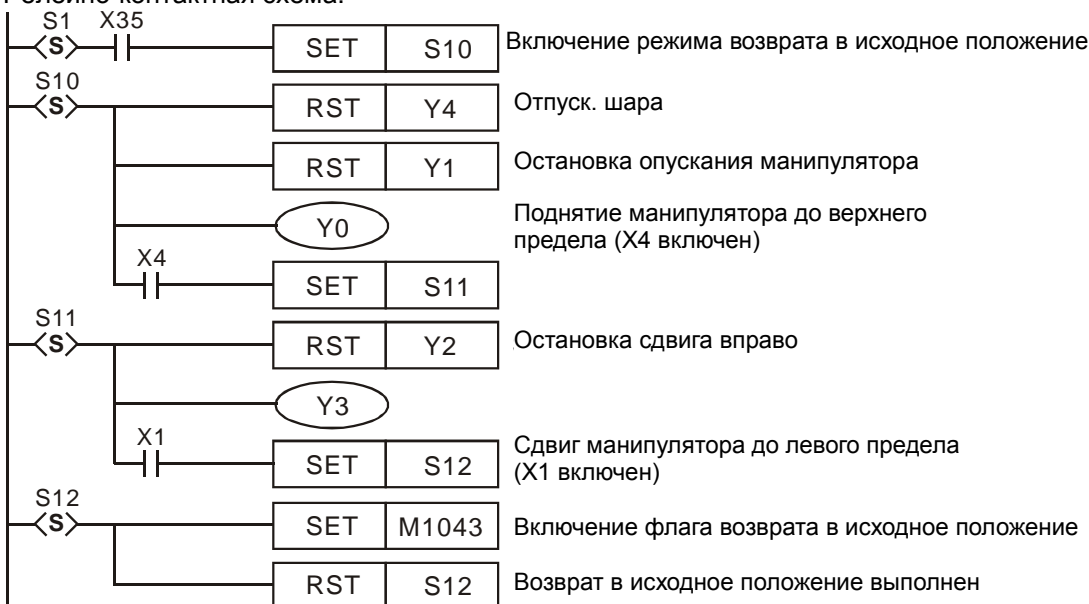 S1 X35
S SET S10 Включение режима возврата в исходное положение
S10
S RST Y4 Отпуск. шара
RST Y1 Остановка опускания манипулятора
Y0 Поднятие манипулятора до верхнего
предела (X4 включен)
X4
SET S11
S11
S RST Y2 Остановка сдвига вправо
Y3
X1
SET S12 Сдвиг манипулятора до левого предела
(X1 включен)
S12
S SET M1043 Включение флага возврата в исходное положение
RST S12 Возврат в исходное положение выполнен